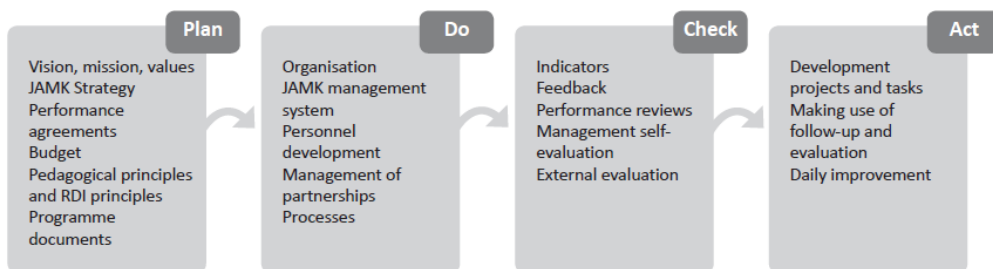 Plan
Vision, mission, values
JAMK Strategy
Performance
agreements
Budget
Pedagogical principles
and RDI principles
Programme
documents
Do
Organisation
JAMK management
system
Personnel
development
Management of
partnerships
Processes
Check
Indicators
Feedback
Performance reviews
Management self-
evaluation
External evaluation
Act
Development
projects and tasks
Making use of
follow-up and
evaluation
Daily improvement